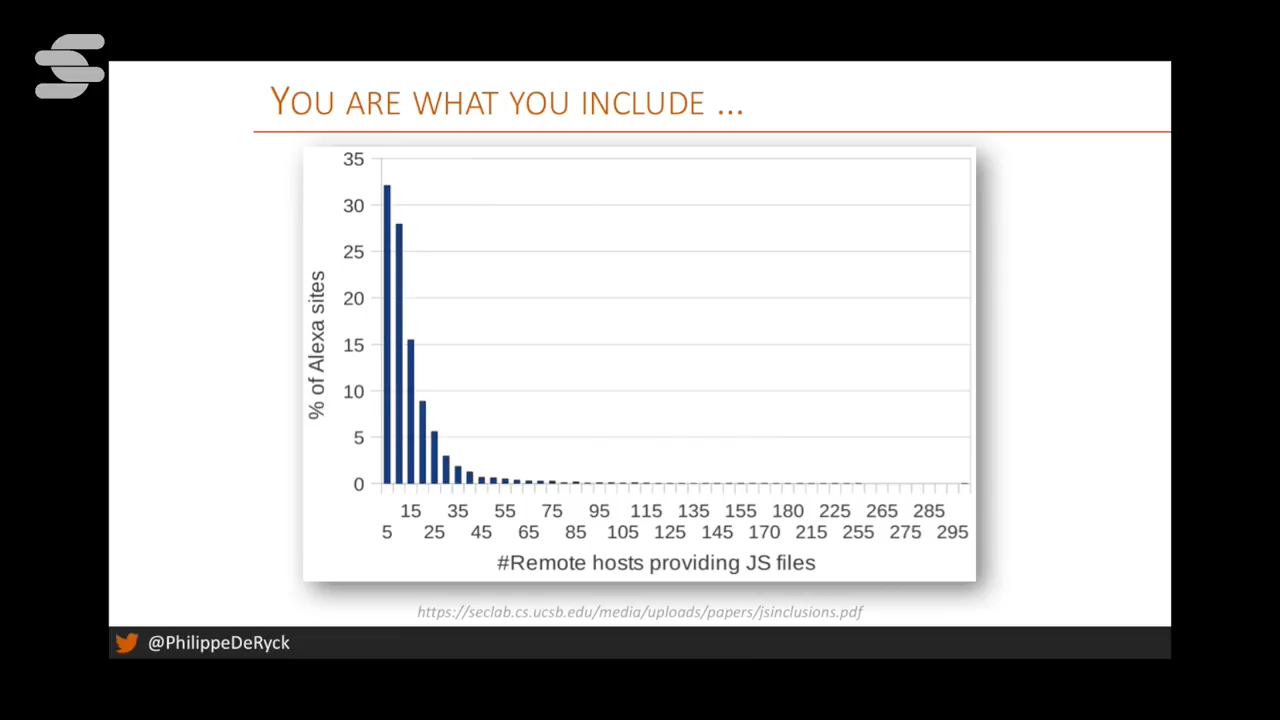 YOU ARE WHAT YOU INCLUDE ...
35
30
25
20
15
10
5
0
% of Alexa sites
15 35 55 75 95 115 135 155 180 225 265 285
5 25 45 65 85 105 125 145 170 215 255 275 295
#Remote hosts providing JS files
https://seclab.cs.ucsb.edu/media/uploads/papers/jsinclusions.pdf
@PhilippeDeRyck